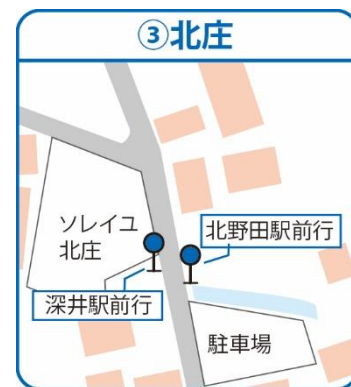 ③北庄
ソレイユ
北庄
北野田駅前行
深井駅前行
駐車場